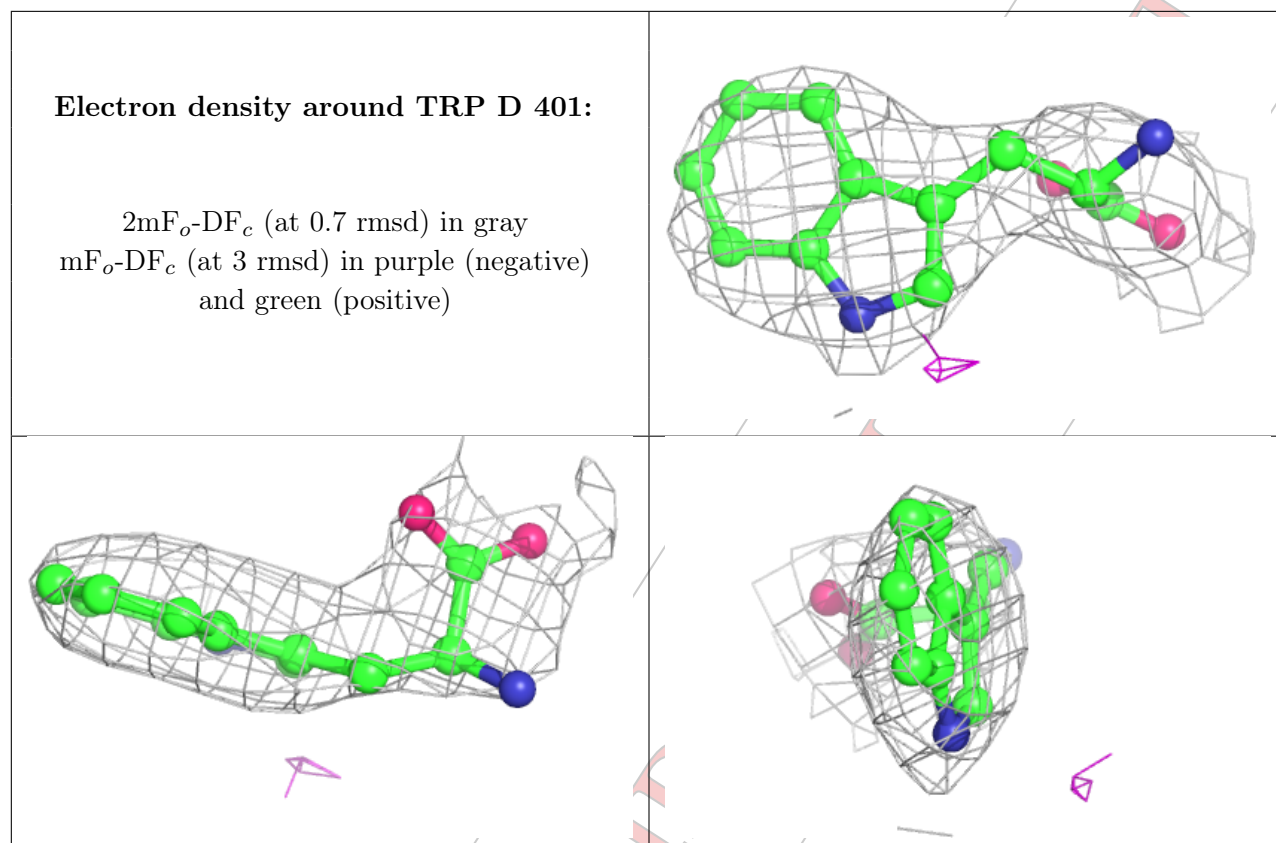 Electron density around TRP D 401:
2mFo-DFc (at 0.7 rmsd) in gray
mFo-DFc (at 3 rmsd) in purple (negative)
and green (positive)